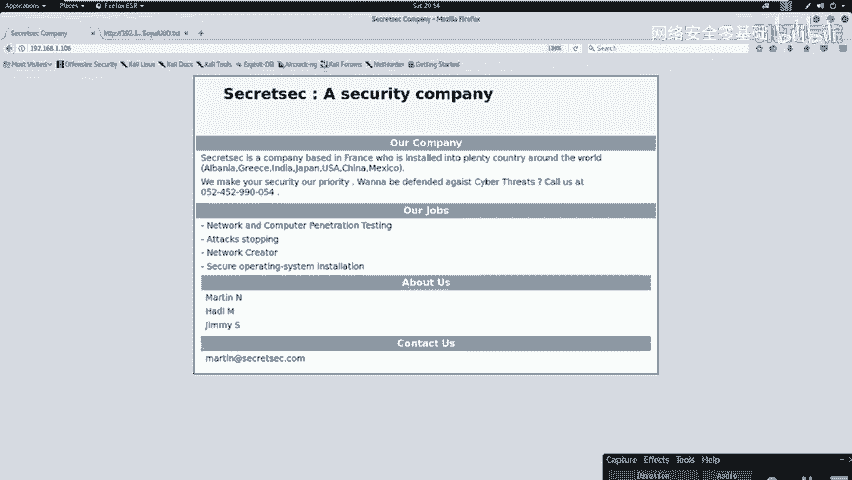 Applications
Places
Firefox ESR
Sat 20:54
Secretsec Company - Mozilla Firefox
Secretsec Company
192.168.1.106
Search
网络安全零基础
Most Visited
Offensive Security
Kali Linux
Kali Docs
Kali Tools
Exploit-DB
Aircrack-ng
Kali Forums
NetHunter
Getting Started
Secretsec : A security company
Our Company
Secretsec is a company based in France who is installed into plenty country around the world
(Albania,Greece,India,Japan,USA,China,Mexico).
We make your security our priority . Wanna be defended agaist Cyber Threats ? Call us at
052-452-990-054 .
Our Jobs
- Network and Computer Penetration Testing
- Attacks stopping
- Network Creator
- Secure operating-system installation
About Us
Martin N
Hadi M
Jimmy S
Contact Us
martin@secretsec.com
Capture Effects Tools Help